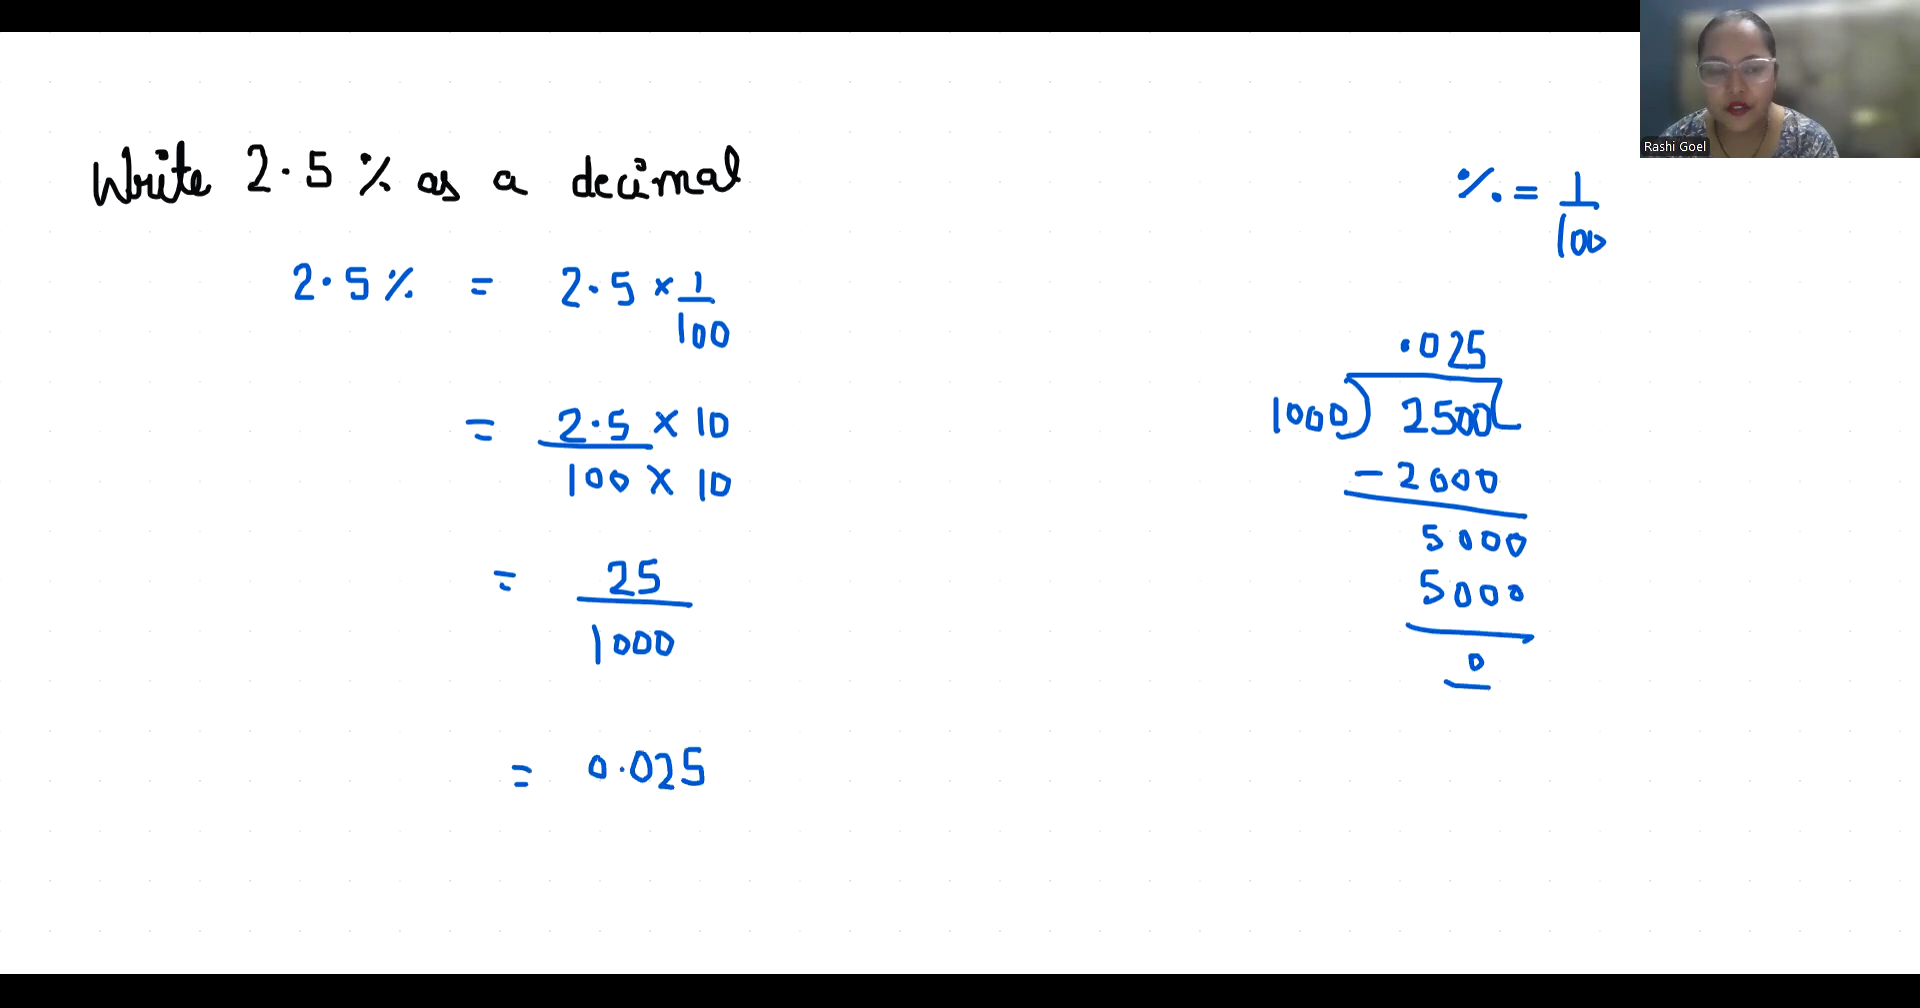 Write 2.5 % as a decimal
2.5 % = 2.5 × 1/100
= 2.5 × 10 / 100 × 10
= 25/1000
= 0.025
Rashi Goel
% = 1/100
.025
1000) 2500
- 2000
5000
5000
0